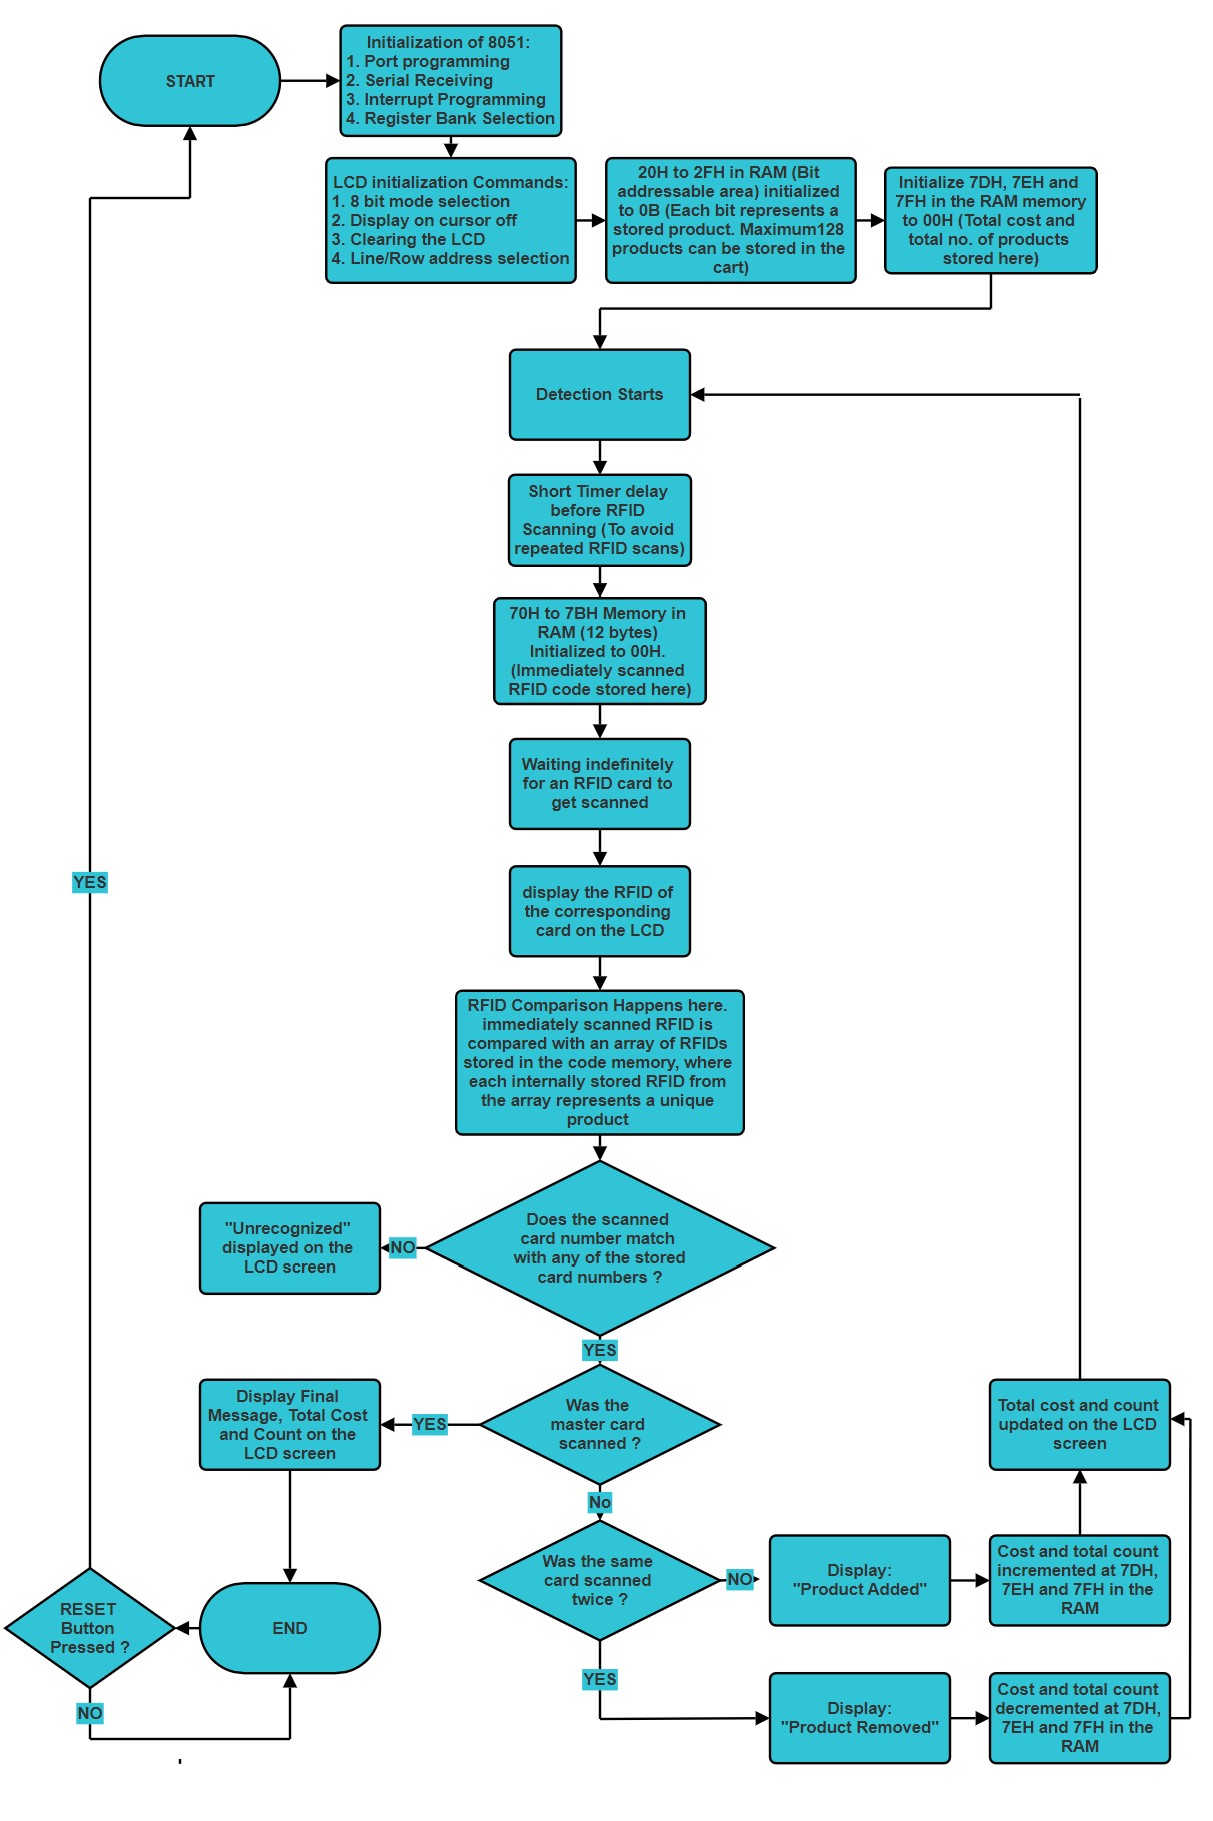 START
Initialization of 8051:
1. Port programming
2. Serial Receiving
3. Interrupt Programming
4. Register Bank Selection
LCD initialization Commands:
1. 8 bit mode selection
2. Display on cursor off
3. Clearing the LCD
4. Line/Row address selection
20H to 2FH in RAM (Bit
addressable area) initialized
to 0B (Each bit represents a
stored product. Maximum128
products can be stored in the
cart)
Initialize 7DH, 7EH and
7FH in the RAM memory
to 00H (Total cost and
total no. of products
stored here)
Detection Starts
Short Timer delay
before RFID
Scanning (To avoid
repeated RFID scans)
70H to 7BH Memory in
RAM (12 bytes)
Initialized to 00H.
(Immediately scanned
RFID code stored here)
Waiting indefinitely
for an RFID card to
get scanned
YES
display the RFID of
the corresponding
card on the LCD
RFID Comparison Happens here.
immediately scanned RFID is
compared with an array of RFIDs
stored in the code memory, where
each internally stored RFID from
the array represents a unique
product
Does the scanned
card number match
with any of the stored
card numbers ?
NO
"Unrecognized"
displayed on the
LCD screen
YES
Was the
master card
scanned ?
YES
Display Final
Message, Total Cost
and Count on the
LCD screen
Total cost and count
updated on the LCD
screen
No
Was the same
card scanned
twice ?
NO
Display:
"Product Added"
Cost and total count
incremented at 7DH,
7EH and 7FH in the
RAM
RESET
Button
Pressed ?
END
NO
YES
Display:
"Product Removed"
Cost and total count
decremented at 7DH,
7EH and 7FH in the
RAM